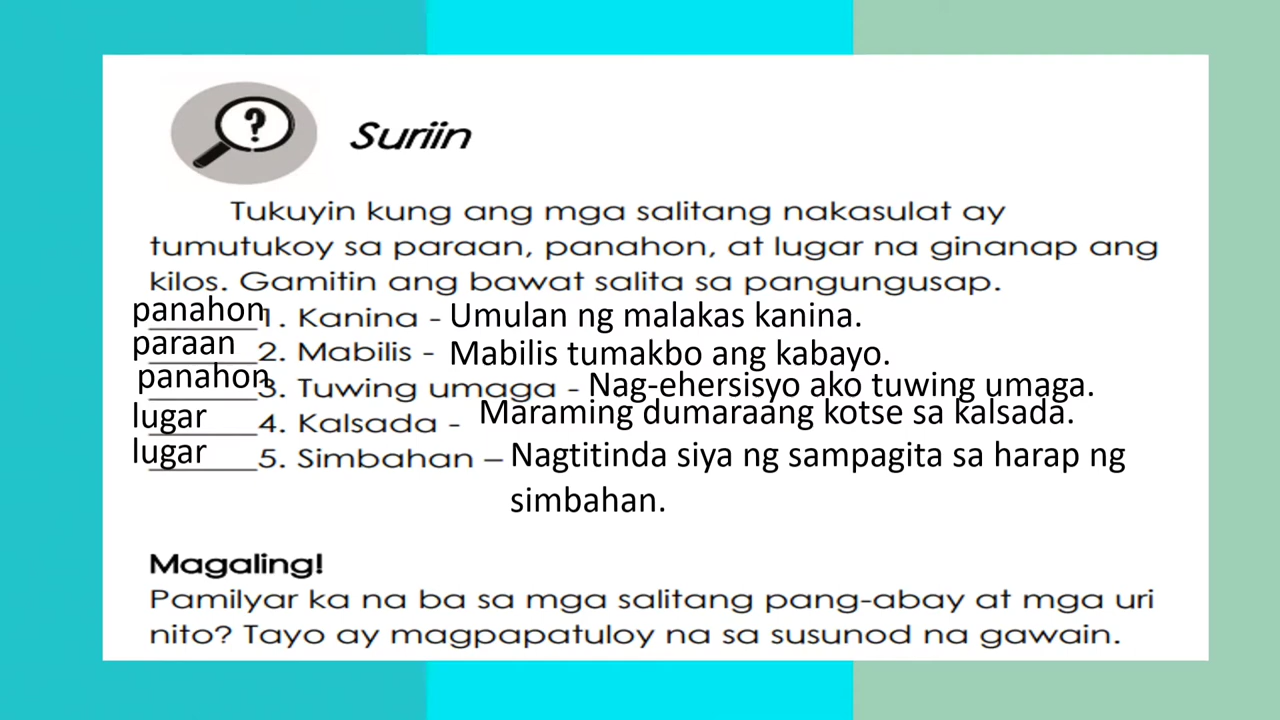 ?
Suriin
Tukuyin kung ang mga salitang nakasulat ay
tumutukoy sa paraan, panahon, at lugar na ginanap ang
kilos. Gamitin ang bawat salita sa pangungusap.
panahon 1. Kanina - Umulan ng malakas kanina.
paraan 2. Mabilis - Mabilis tumakbo ang kabayo.
panahon 3. Tuwing umaga - Nag-ehersisyo ako tuwing umaga.
lugar 4. Kalsada - Maraming dumaraang kotse sa kalsada.
lugar 5. Simbahan – Nagtitinda siya ng sampagita sa harap ng
simbahan.
Magaling!
Pamilyar ka na ba sa mga salitang pang-abay at mga uri
nito? Tayo ay magpapatuloy na sa susunod na gawain.